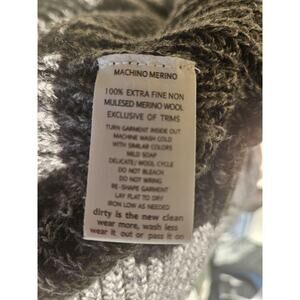 MACHINO MERINO
100% EXTRA FINE NON
MULESED MERINO WOOL
EXCLUSIVE OF TRIMS
TURN GARMENT INSIDE OUT
MACHINE WASH COLD
WITH SIMILAR COLORS
MILD SOAP
DELICATE/ WOOL CYCLE
DO NOT BLEACH
DO NOT WRING
RE-SHAPE GARMENT
LAY FLAT TO DRY
IRON LOW AS NEEDED
dirty is the new clean
wear more, wash less
wear it out or pass it on